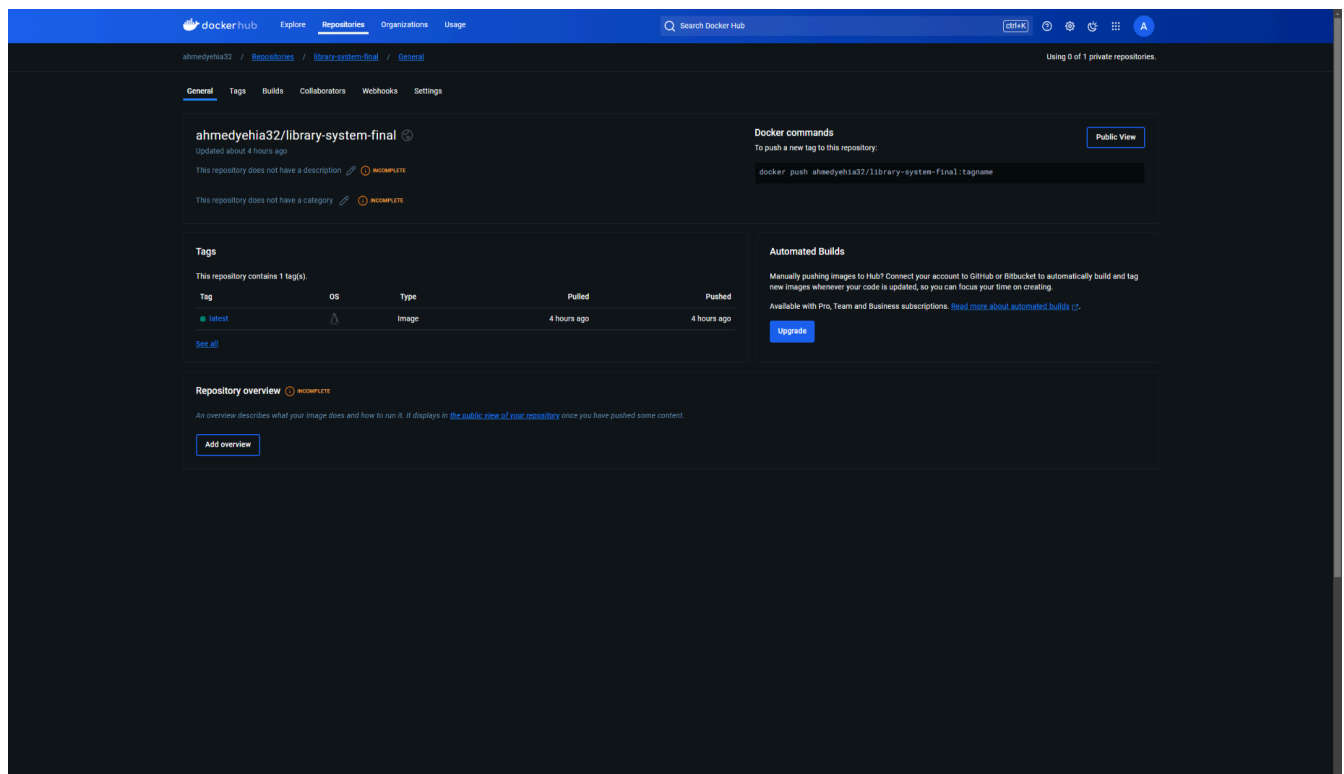 dockerhub Explore Repositories Organizations Usage Search Docker Hub ctrl+K A
ahmedyehia32 / Repositories / library-system-final / General Using 0 of 1 private repositories.
General Tags Builds Collaborators Webhooks Settings
ahmedyehia32/library-system-final
Updated about 4 hours ago
This repository does not have a description INCOMPLETE
This repository does not have a category INCOMPLETE
Docker commands
Public View
To push a new tag to this repository:
docker push ahmedyehia32/library-system-final:tagname
Tags
This repository contains 1 tag(s).
Tag OS Type Pulled Pushed
latest Image 4 hours ago 4 hours ago
See all
Automated Builds
Manually pushing images to Hub? Connect your account to GitHub or Bitbucket to automatically build and tag
new images whenever your code is updated, so you can focus your time on creating.
Available with Pro, Team and Business subscriptions. Read more about automated builds.
Upgrade
Repository overview INCOMPLETE
An overview describes what your image does and how to run it. It displays in the public view of your repository once you have pushed some content.
Add overview